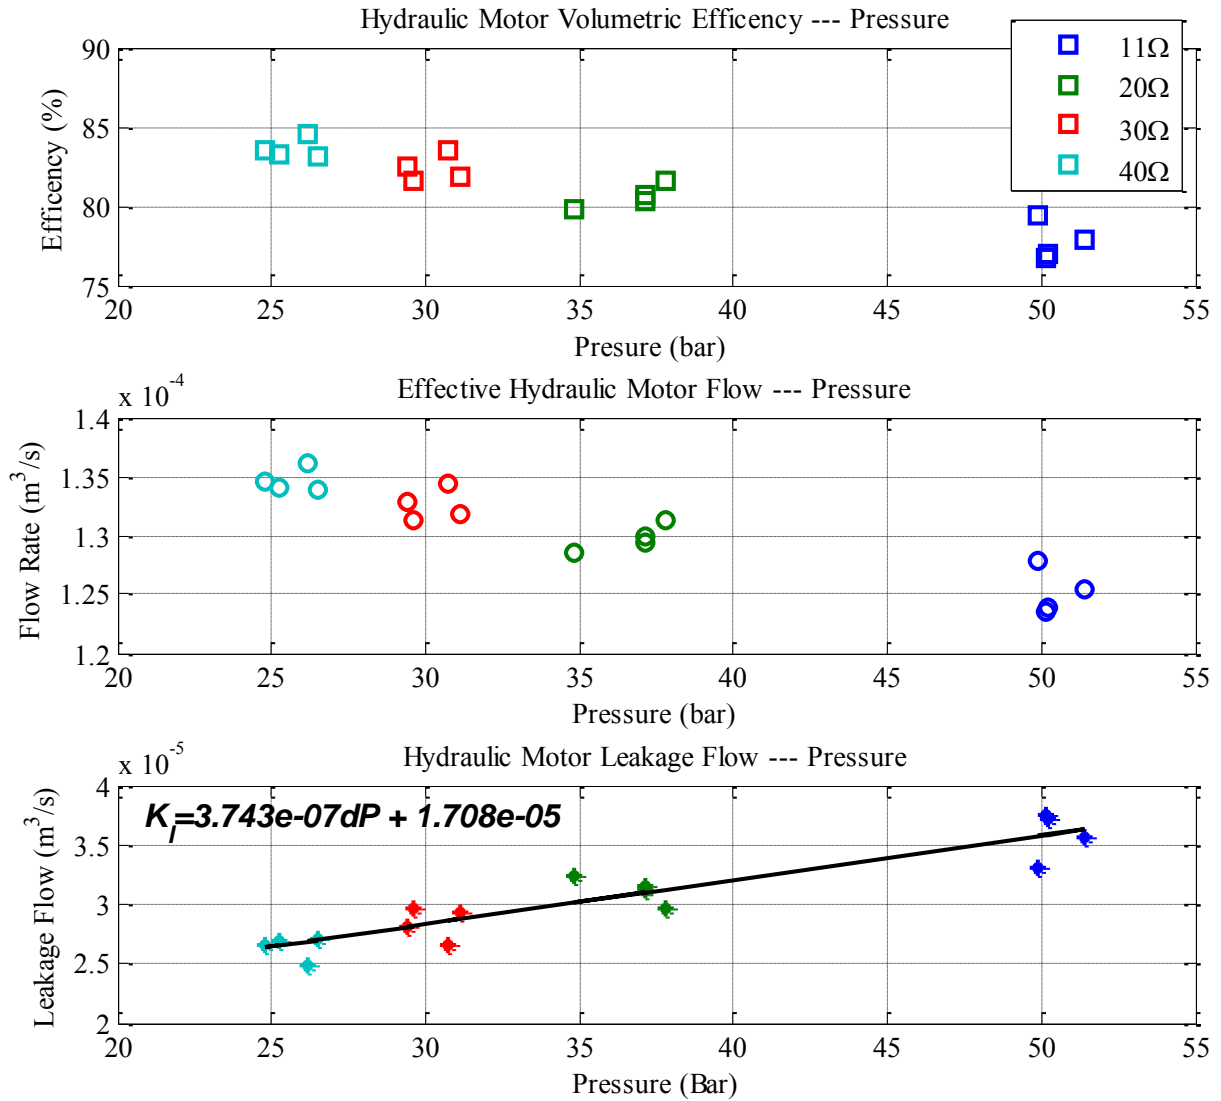 Hydraulic Motor Volumetric Efficency --- Pressure
11Ω
20Ω
30Ω
40Ω
Efficency (%)
90
85
80
75
20 25 30 35 40 45 50 55
Presure (bar)
Effective Hydraulic Motor Flow --- Pressure
x 10^-4
Flow Rate (m^3/s)
1.4
1.35
1.3
1.25
1.2
20 25 30 35 40 45 50 55
Pressure (bar)
Hydraulic Motor Leakage Flow --- Pressure
x 10^-5
K_l=3.743e-07dP + 1.708e-05
Leakage Flow (m^3/s)
4
3.5
3
2.5
2
20 25 30 35 40 45 50 55
Pressure (Bar)